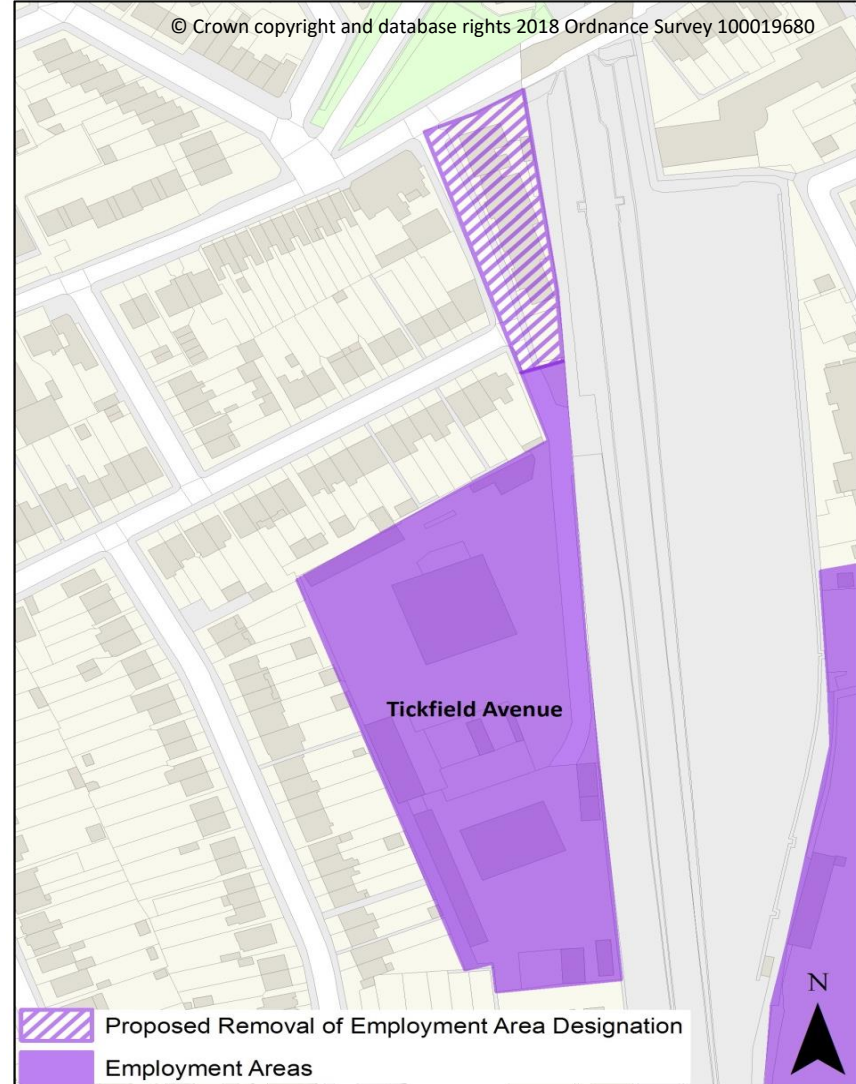 © Crown copyright and database rights 2018 Ordnance Survey 100019680
Tickfield Avenue
N
Proposed Removal of Employment Area Designation
Employment Areas